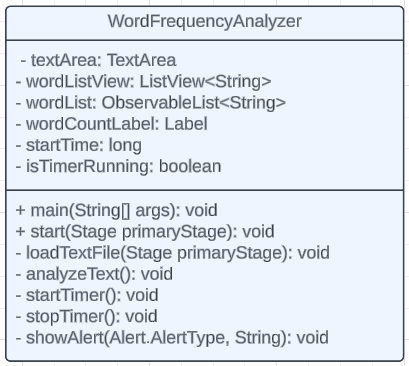 WordFrequencyAnalyzer
- textArea: TextArea
- wordListView: ListView<String>
- wordList: ObservableList<String>
- wordCountLabel: Label
- startTime: long
- isTimerRunning: boolean
+ main(String[] args): void
+ start(Stage primaryStage): void
- loadTextFile(Stage primaryStage): void
- analyzeText(): void
- startTimer(): void
- stopTimer(): void
- showAlert(Alert.AlertType, String): void